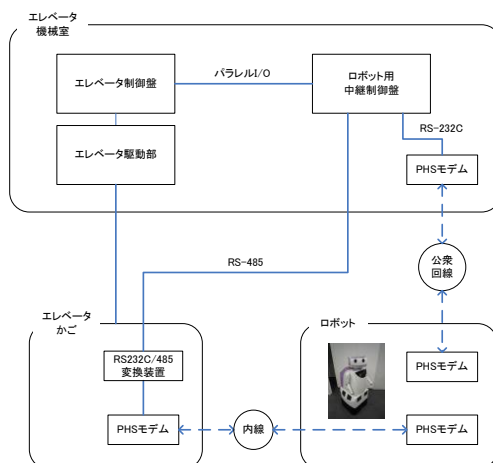 エレベータ
機械室
エレベータ制御盤
パラレルI/O
ロボット用
中継制御盤
RS-232C
エレベータ駆動部
PHSモデム
公衆
回線
RS-485
エレベータ
かご
ロボット
RS232C/485
変換装置
PHSモデム
PHSモデム
内線
PHSモデム